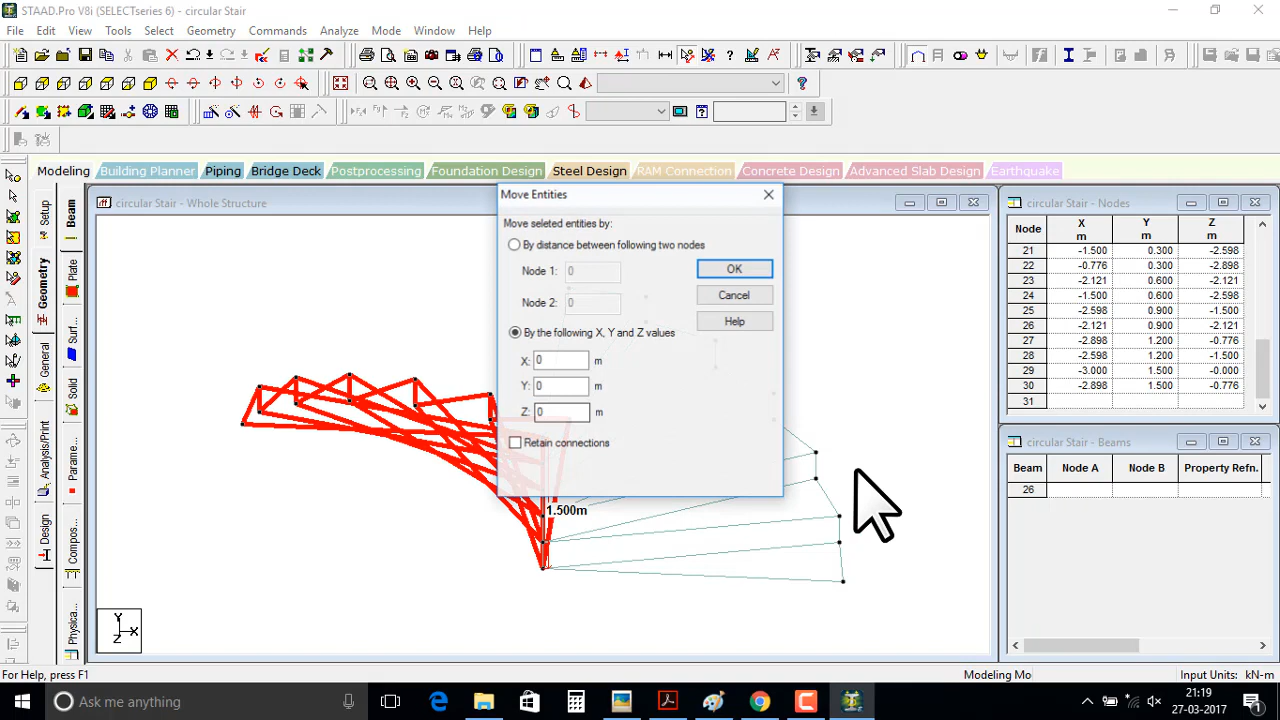 STAAD.Pro V8i (SELECTseries 6) - circular Stair
File Edit View Tools Select Geometry Commands Analyze Mode Window Help
Modeling Building Planner Piping Bridge Deck Postprocessing Foundation Design Steel Design RAM Connection Concrete Design Advanced Slab Design Earthquake
Setup
Geometry
General
Analysis/Print
Design
Beam
Plate
Surf...
Solid
Parame...
Compos...
Physica...
circular Stair - Whole Structure
1.500m
Y
X
Z
Move Entities
Move seleted entities by:
By distance between following two nodes
Node 1: 0
Node 2: 0
OK
Cancel
Help
By the following X, Y and Z values
X: 0 m
Y: 0 m
Z: 0 m
Retain connections
circular Stair - Nodes
Node X m Y m Z m
21 -1.500 0.300 -2.598
22 -0.776 0.300 -2.898
23 -2.121 0.600 -2.121
24 -1.500 0.600 -2.598
25 -2.598 0.900 -1.500
26 -2.121 0.900 -2.121
27 -2.898 1.200 -0.776
28 -2.598 1.200 -1.500
29 -3.000 1.500 -0.000
30 -2.898 1.500 -0.776
31
circular Stair - Beams
Beam Node A Node B Property Refn.
26
For Help, press F1
Modeling Mo
Load
Input Units:
kN-m
Ask me anything
21:19
27-03-2017